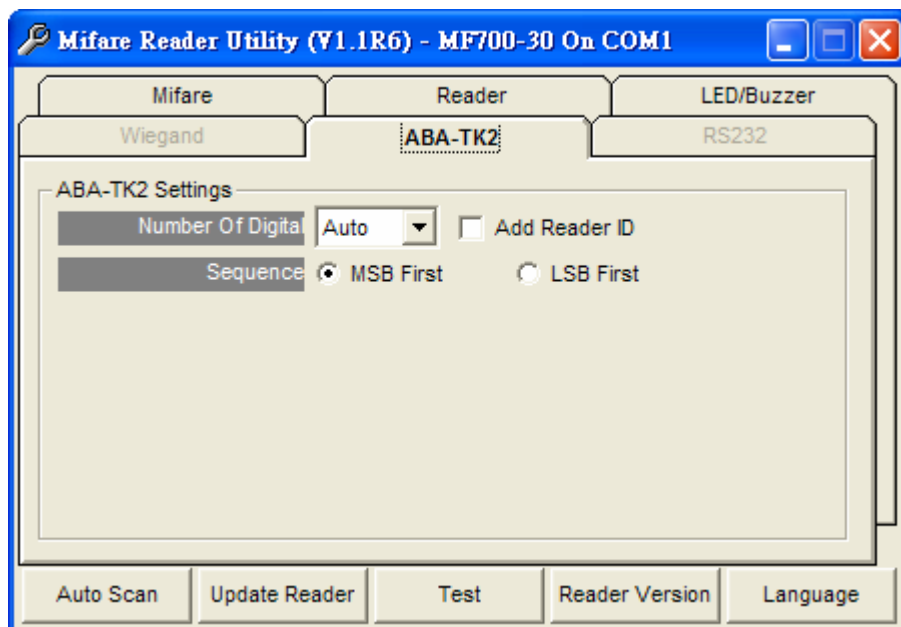 Mifare Reader Utility (V1.1R6) - MF700-30 On COM1
Mifare Reader LED/Buzzer
Wiegand ABA-TK2 RS232
ABA-TK2 Settings
Number Of Digital Auto Add Reader ID
Sequence MSB First LSB First
Auto Scan Update Reader Test Reader Version Language